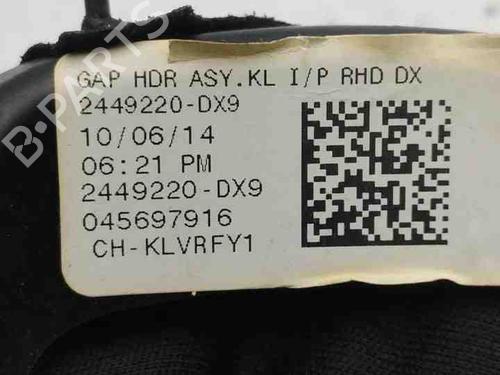 GAP HDR ASY.KL I/P RHD DX
2449220-DX9
10/06/14
06:21 PM
2449220-DX9
045697916
CH-KLVRFY1